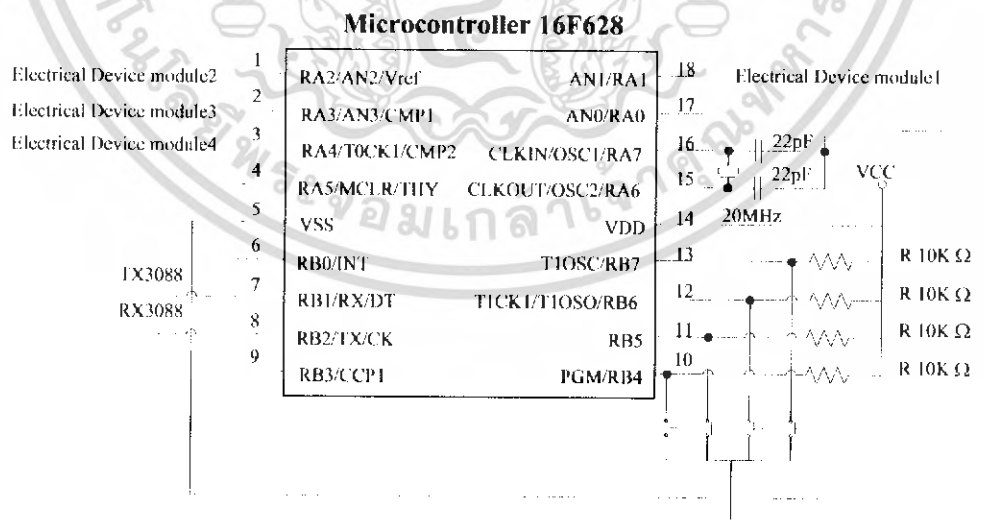 Microcontroller 16F628
Electrical Device module2
Electrical Device module3
Electrical Device module4
1
2
3
4
5
6
7
8
9
TX3088
RX3088
RA2/AN2/Vref
RA3/AN3/CMP1
RA4/T0CK1/CMP2
RA5/MCLR/THY
VSS
RB0/INT
RB1/RX/DT
RB2/TX/CK
RB3/CCP1
AN1/RA1
AN0/RA0
CLKIN/OSC1/RA7
CLKOUT/OSC2/RA6
VDD
T1OSC/RB7
T1CK1/T1OSO/RB6
RB5
PGM/RB4
18
17
16
15
14
13
12
11
10
Electrical Device module1
22pF
22pF
20MHz
VCC
R 10K Ω
R 10K Ω
R 10K Ω
R 10K Ω